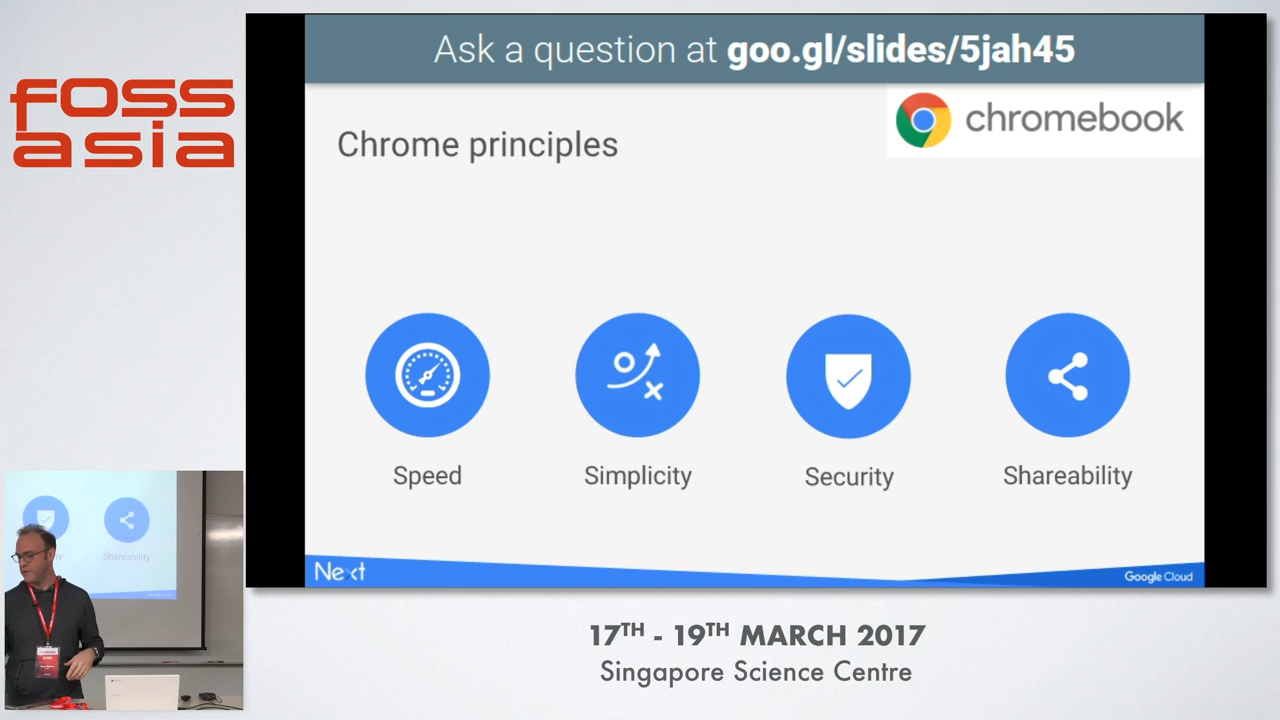 foss
asia
Ask a question at goo.gl/slides/5jah45
chromebook
Chrome principles
Speed
Simplicity
Security
Shareability
Next
Google Cloud
Shareability
17TH - 19TH MARCH 2017
Singapore Science Centre